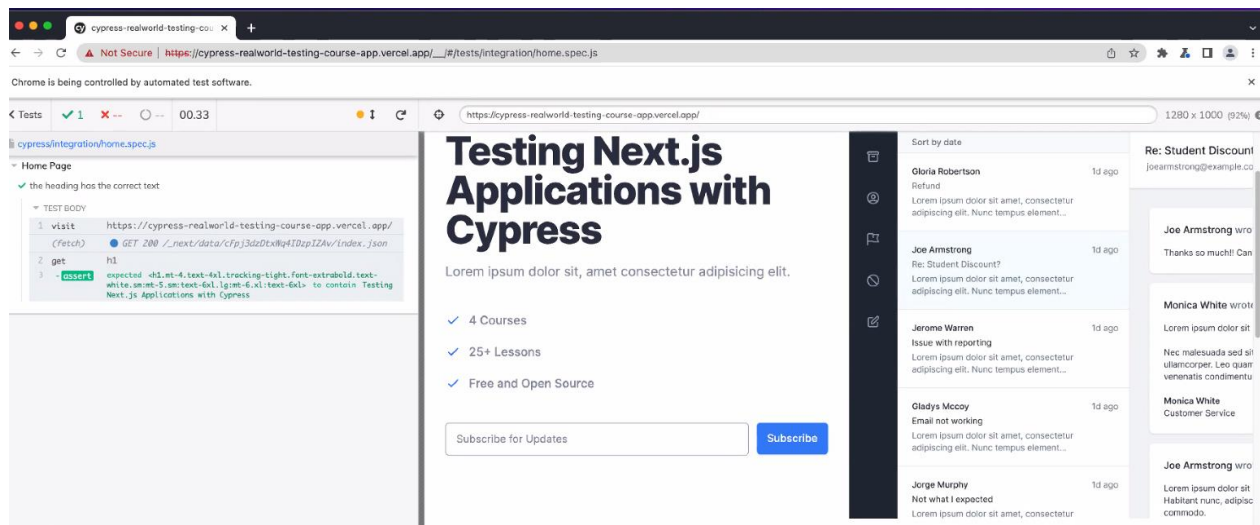 cypress-realworld-testing-cou
Not Secure | https://cypress-realworld-testing-course-app.vercel.app/__/#/tests/integration/home.spec.js
Chrome is being controlled by automated test software.
Tests 1 -- -- 00.33
https://cypress-realworld-testing-course-app.vercel.app/
1280 x 1000 (92%)
cypress/integration/home.spec.js
Home Page
the heading has the correct text
TEST BODY
1 visit https://cypress-realworld-testing-course-app.vercel.app/
(fetch) GET 200 /_next/data/cFpj3dzDtxWq4IDzpIZAv/index.json
2 get h1
3 -assert expected <h1.mt-4.text-4xl.tracking-tight.font-extrabold.text-
white.sm:mt-5.sm:text-6xl.lg:mt-6.xl:text-6xl> to contain Testing
Next.js Applications with Cypress
Testing Next.js
Applications with
Cypress
Lorem ipsum dolor sit, amet consectetur adipisicing elit.
4 Courses
25+ Lessons
Free and Open Source
Subscribe for Updates
Subscribe
Sort by date
Gloria Robertson 1d ago
Refund
Lorem ipsum dolor sit amet, consectetur
adipiscing elit. Nunc tempus element...
Joe Armstrong 1d ago
Re: Student Discount?
Lorem ipsum dolor sit amet, consectetur
adipiscing elit. Nunc tempus element...
Jerome Warren 1d ago
Issue with reporting
Lorem ipsum dolor sit amet, consectetur
adipiscing elit. Nunc tempus element...
Gladys Mccoy 1d ago
Email not working
Lorem ipsum dolor sit amet, consectetur
adipiscing elit. Nunc tempus element...
Jorge Murphy 1d ago
Not what I expected
Lorem ipsum dolor sit amet, consectetur
Re: Student Discount
joearmstrong@example.co
Joe Armstrong wro
Thanks so much!! Can
Monica White wrote
Lorem ipsum dolor sit
Nec malesuada sed sit
ullamcorper. Leo quam
venenatis condimentu
Monica White
Customer Service
Joe Armstrong wro
Lorem ipsum dolor sit
Habitant nunc, adipisc
commodo.